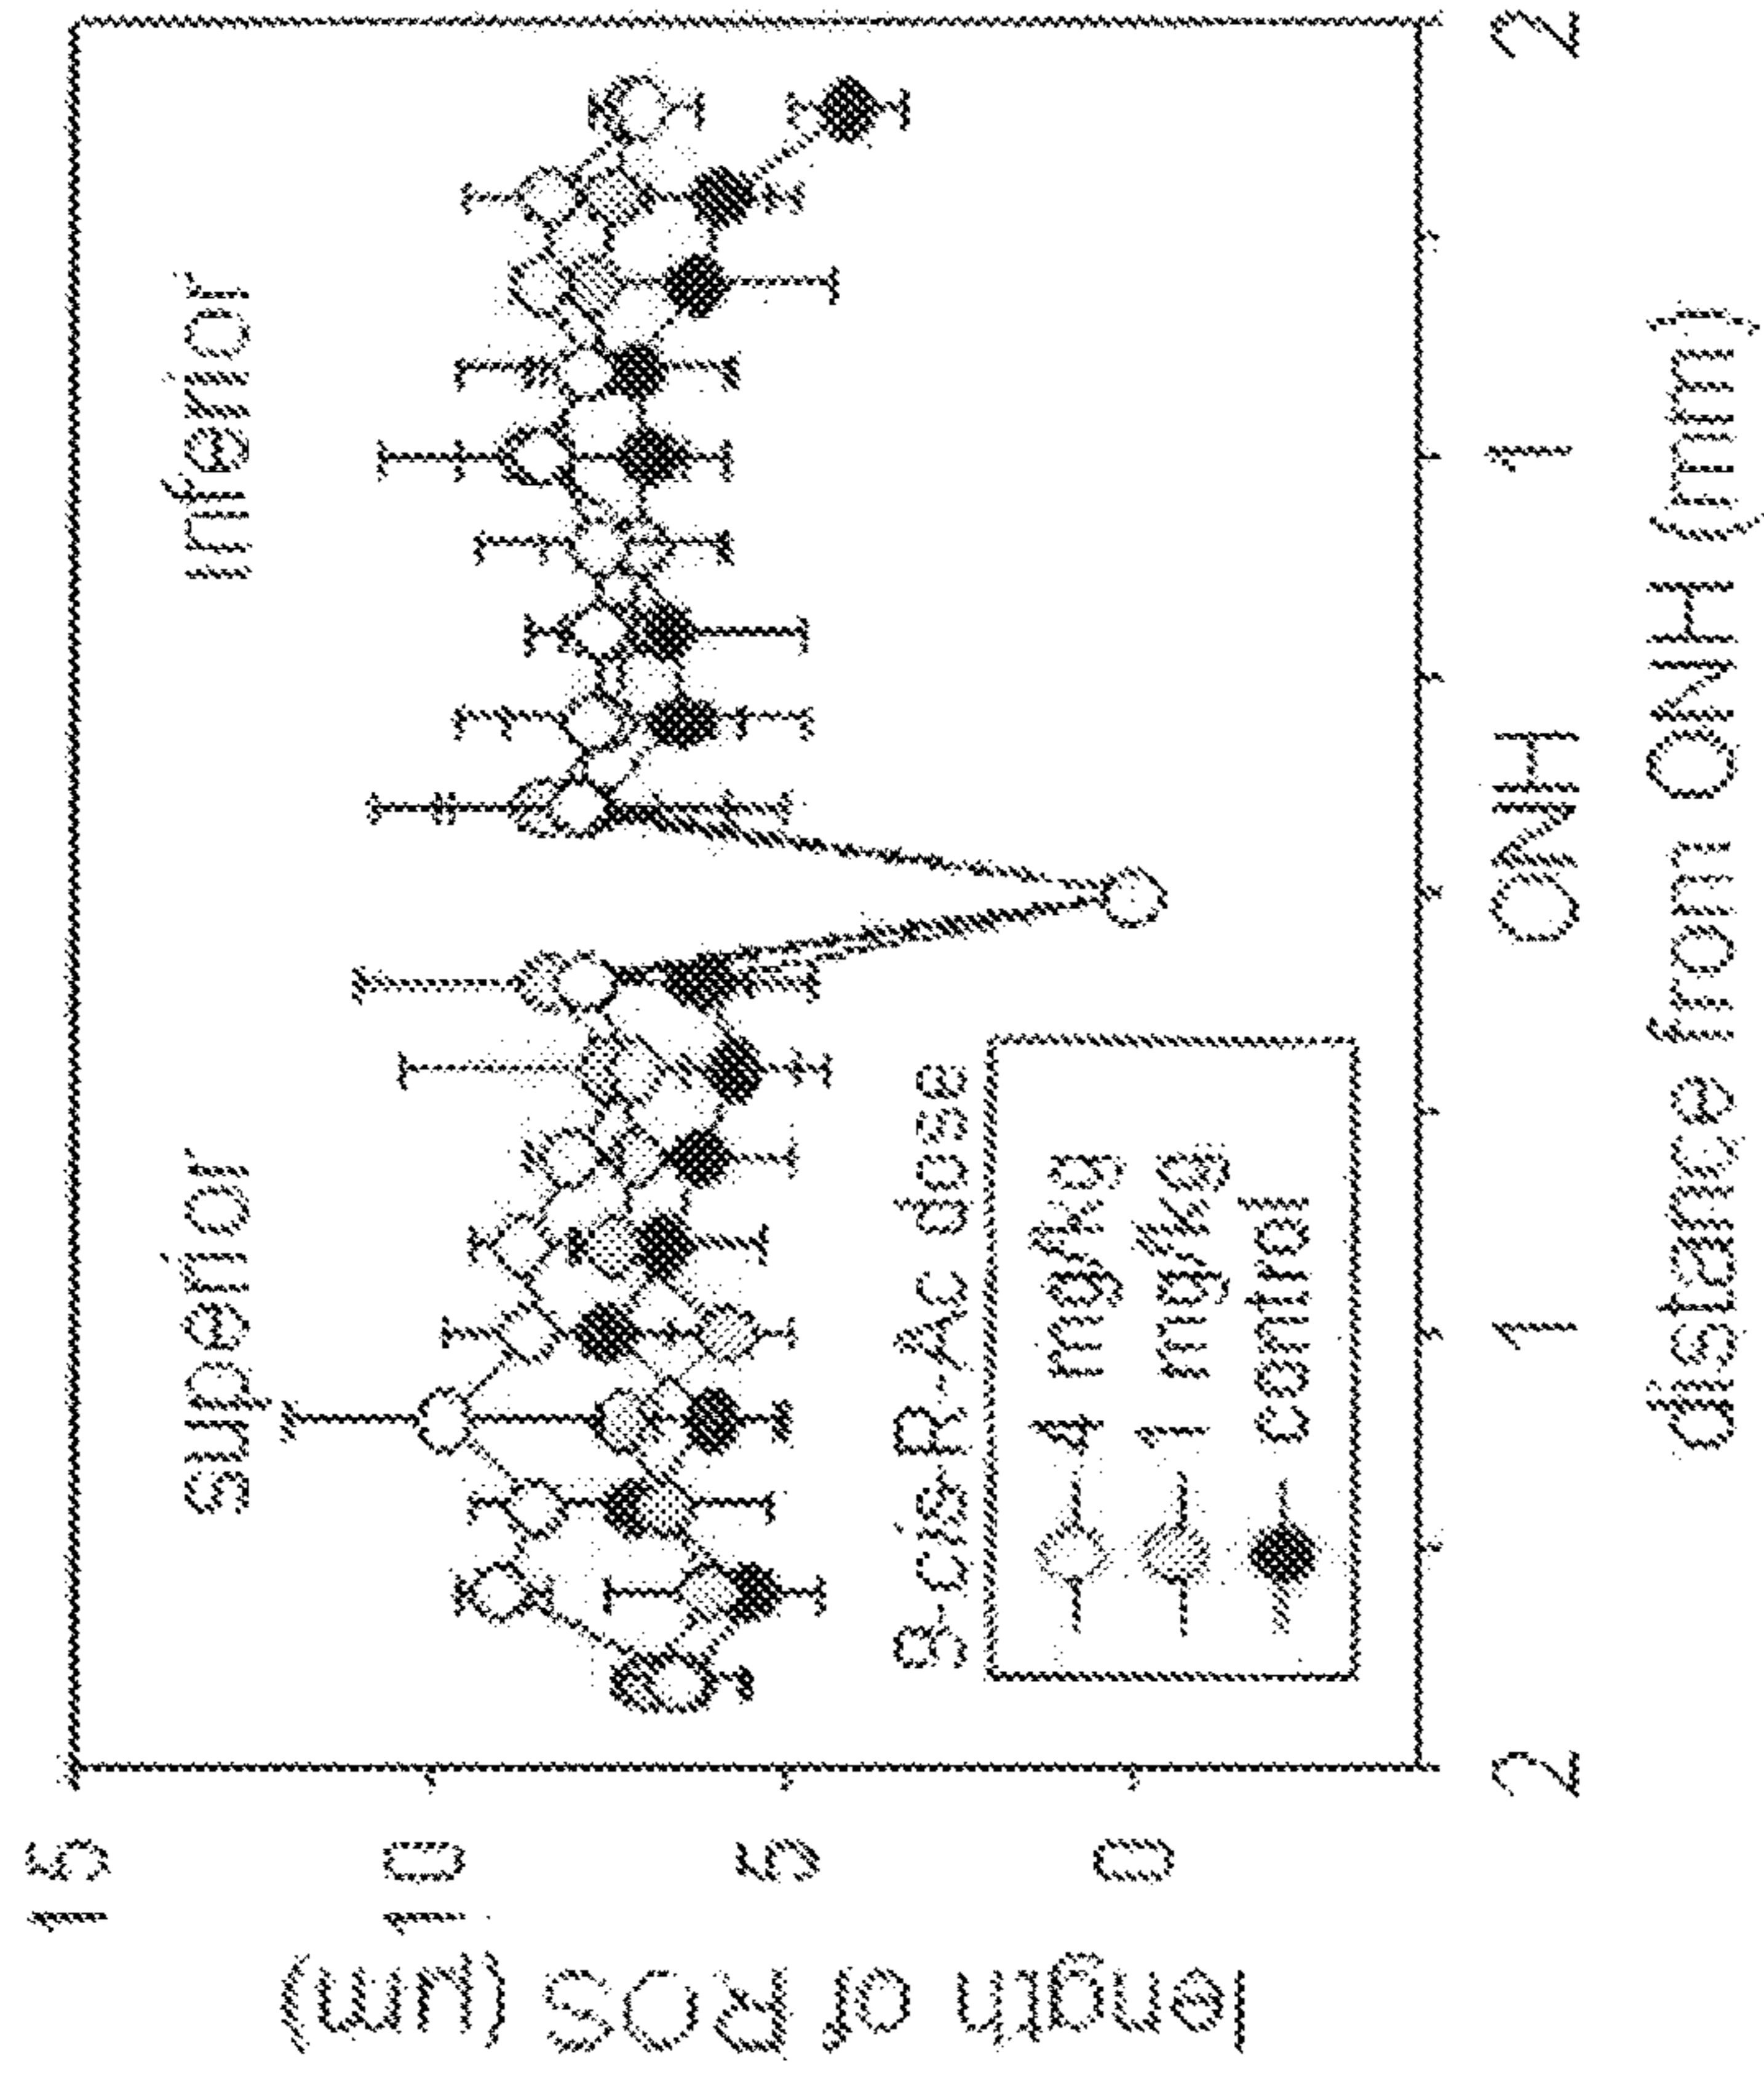 length of ROS (µm)
15
10
5
0
superior
inferior
9-cis-R-Ac dose
4 mg/kg
1 mg/kg
control
2
1
ONH
1
2
distance from ONH (mm)